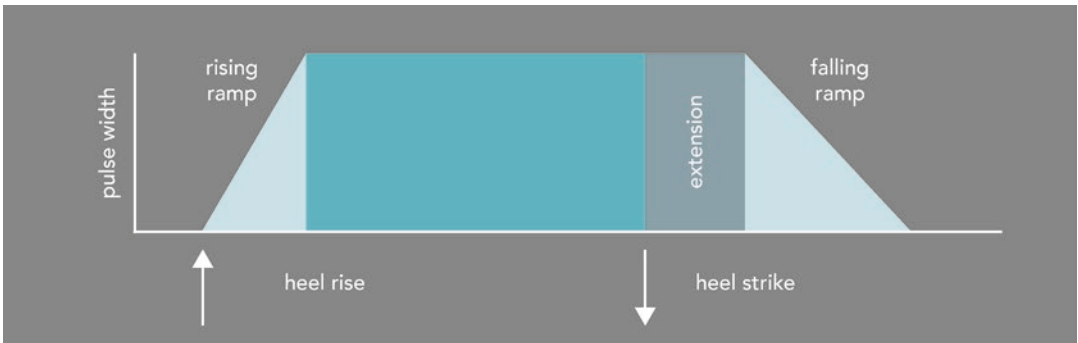 rising
ramp
falling
ramp
pulse width
extension
heel rise
heel strike